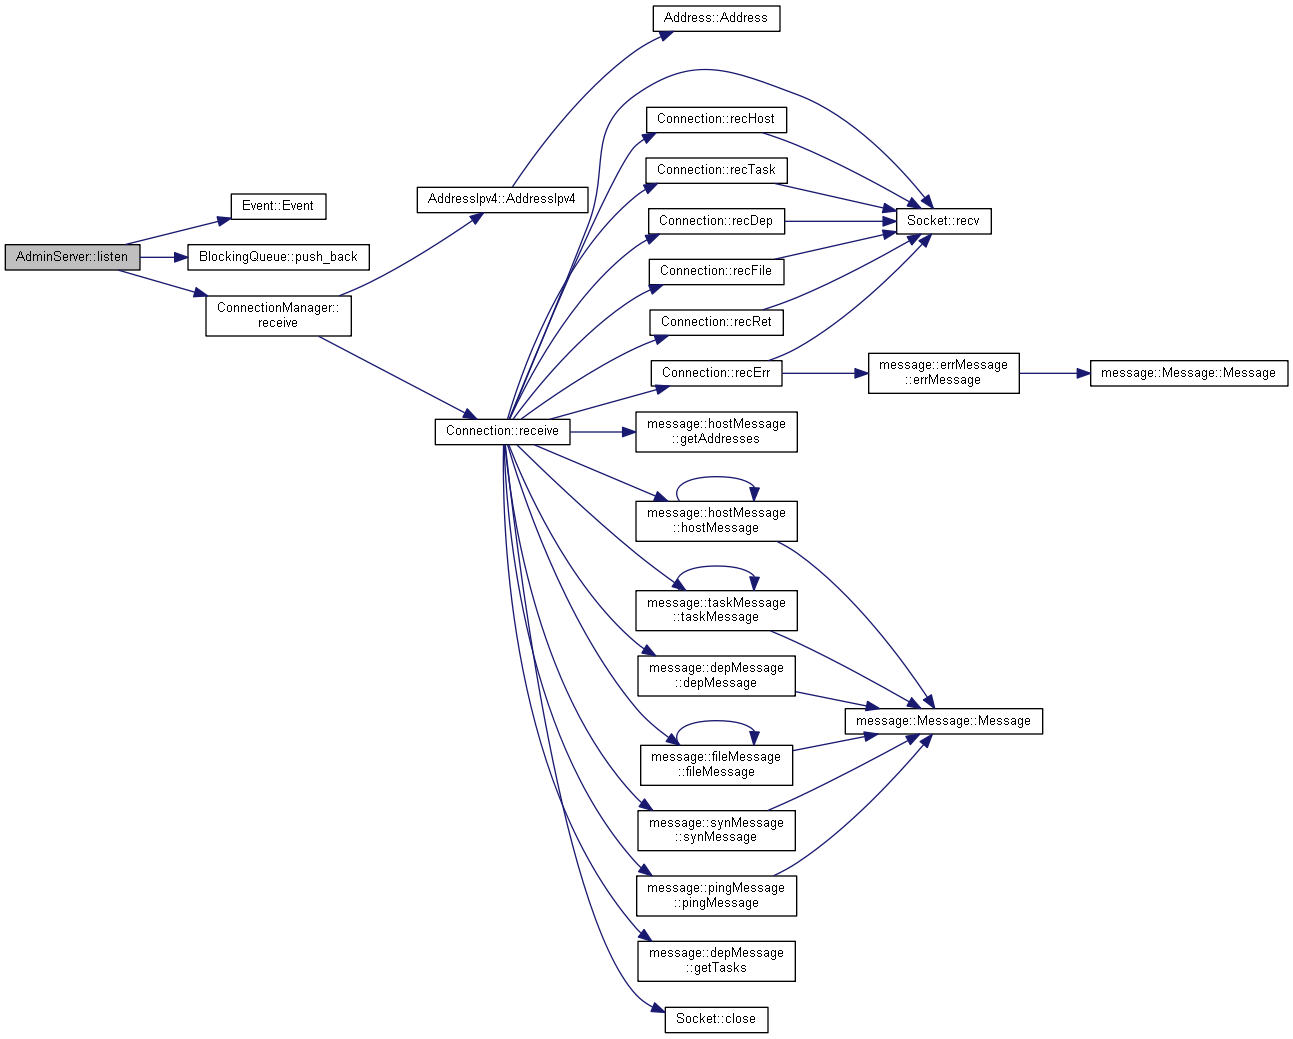 Address::Address
Connection::recHost
Connection::recTask
AddressIpv4::AddressIpv4
Event::Event
Connection::recDep
Socket::recv
AdminServer::listen
BlockingQueue::push_back
Connection::recFile
ConnectionManager::
receive
Connection::recRet
Connection::recErr
message::errMessage
::errMessage
message::Message::Message
Connection::receive
message::hostMessage
::getAddresses
message::hostMessage
::hostMessage
message::taskMessage
::taskMessage
message::depMessage
::depMessage
message::Message::Message
message::fileMessage
::fileMessage
message::synMessage
::synMessage
message::pingMessage
::pingMessage
message::depMessage
::getTasks
Socket::close